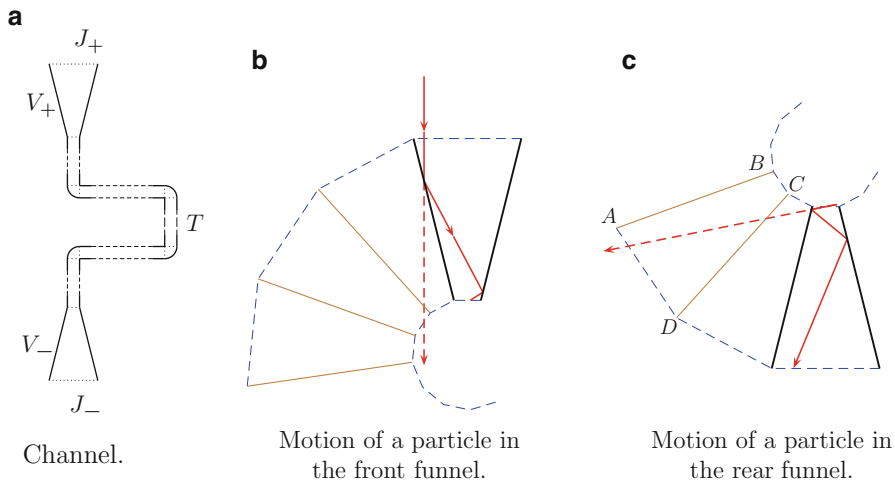 a
J₊
V₊
T
V₋
J₋
Channel.
b
Motion of a particle in
the front funnel.
c
B
C
A
D
Motion of a particle in
the rear funnel.